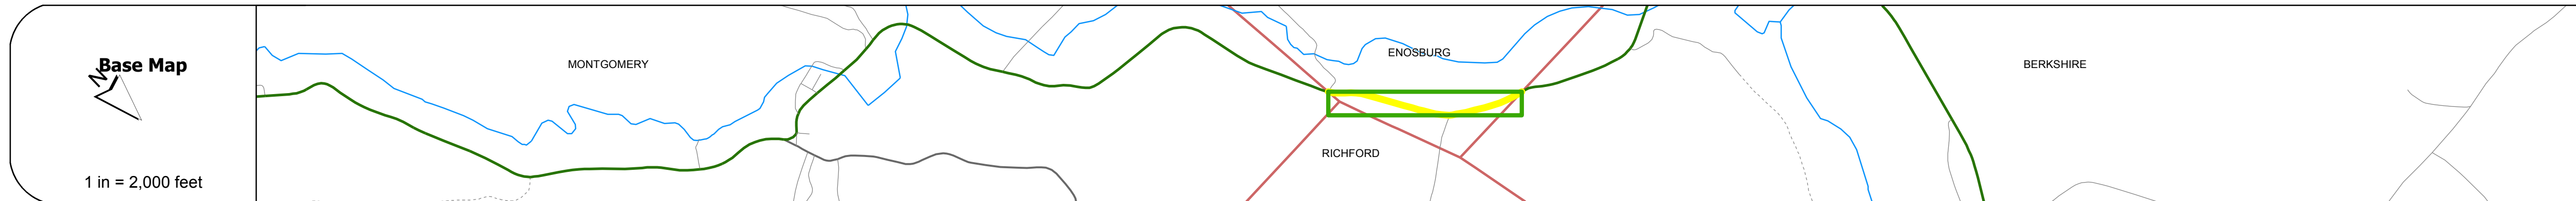 Base Map
N
1 in = 2,000 feet
MONTGOMERY
ENOSBURG
RICHFORD
BERKSHIRE